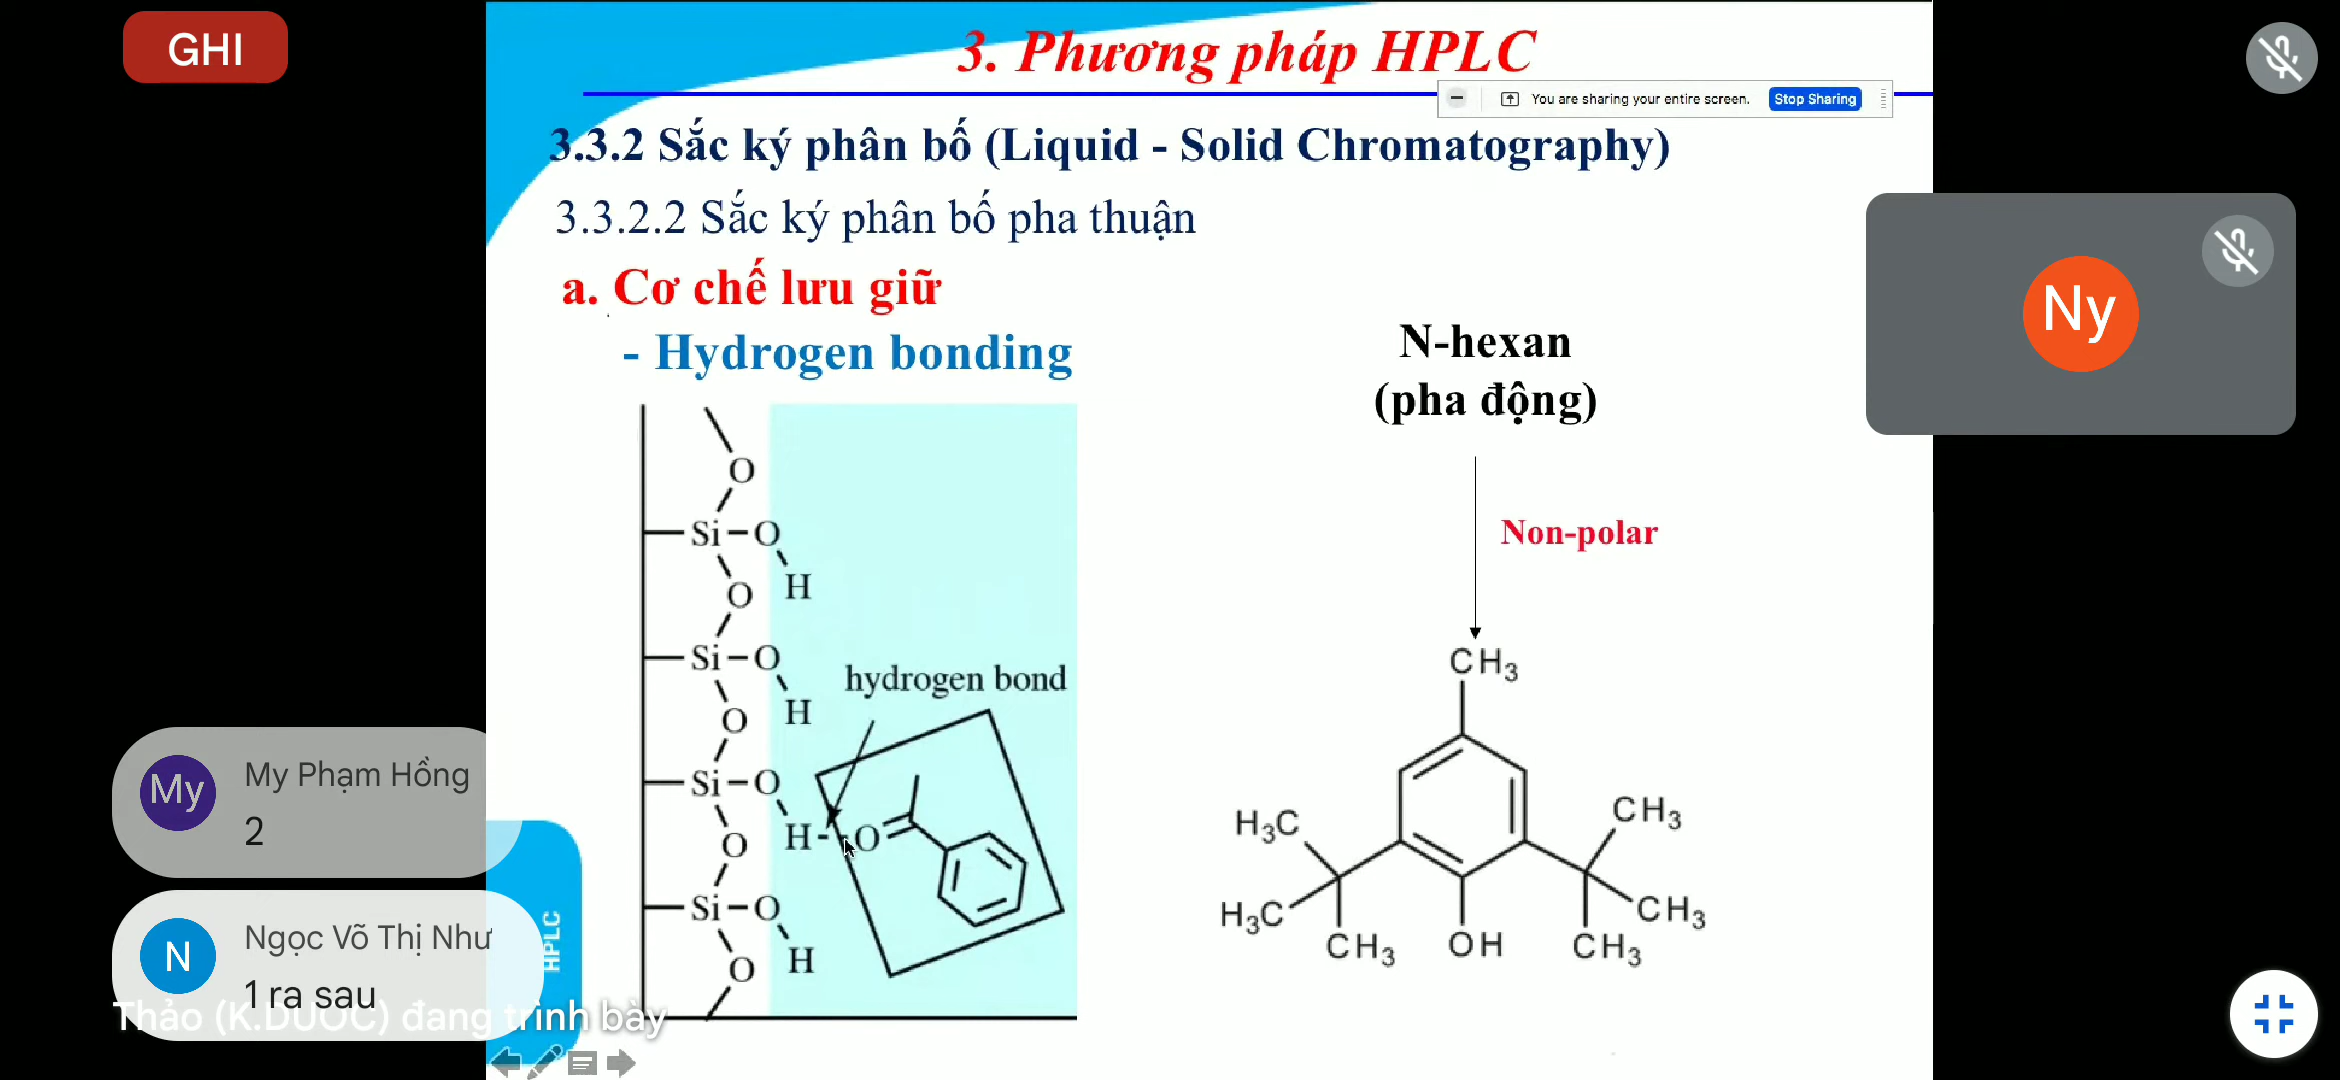 GHI
3. Phương pháp HPLC
You are sharing your entire screen. Stop Sharing
3.3.2 Sắc ký phân bố (Liquid - Solid Chromatography)
3.3.2.2 Sắc ký phân bố pha thuận
a. Cơ chế lưu giữ
- Hydrogen bonding
N-hexan
(pha động)
Non-polar
O
Si-O
H
O
Si-O
H
O
hydrogen bond
Si-O
H
O
O
Si-O
H
O
CH3
H3C
CH3
H3C
CH3
CH3
OH
CH3
Ny
My
My Phạm Hồng
2
N
Ngọc Võ Thị Như
1 ra sau
Thảo (K.DUOC) đang trình bày
HPLC